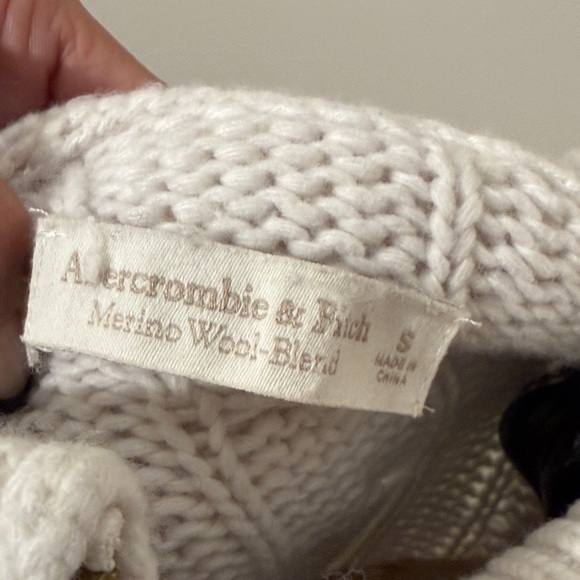 Abercrombie & Fitch
Merino Wool-Blend
S
MADE IN
CHINA